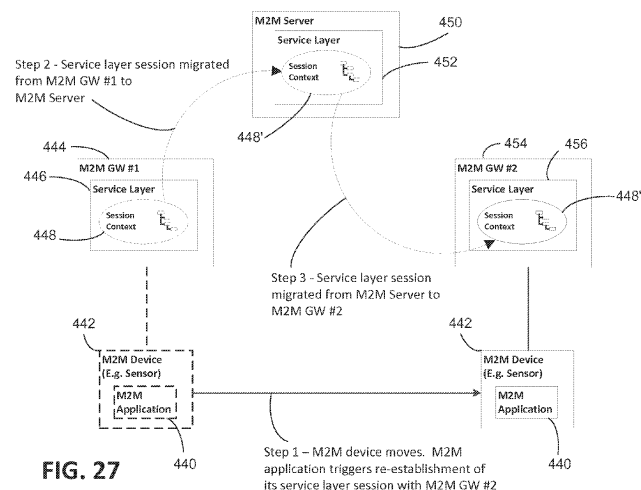 M2M Server
450
Service Layer
Session
Context
452
448'
Step 2 - Service layer session migrated
from M2M GW #1 to
M2M Server
444
M2M GW #1
446
Service Layer
Session
Context
448
454
456
M2M GW #2
Service Layer
Session
Context
448'
Step 3 - Service layer session
migrated from M2M Server to
M2M GW #2
442
M2M Device
(E.g. Sensor)
M2M
Application
440
442
M2M Device
(E.g. Sensor)
M2M
Application
440
Step 1 – M2M device moves. M2M
application triggers re-establishment of
its service layer session with M2M GW #2
FIG. 27